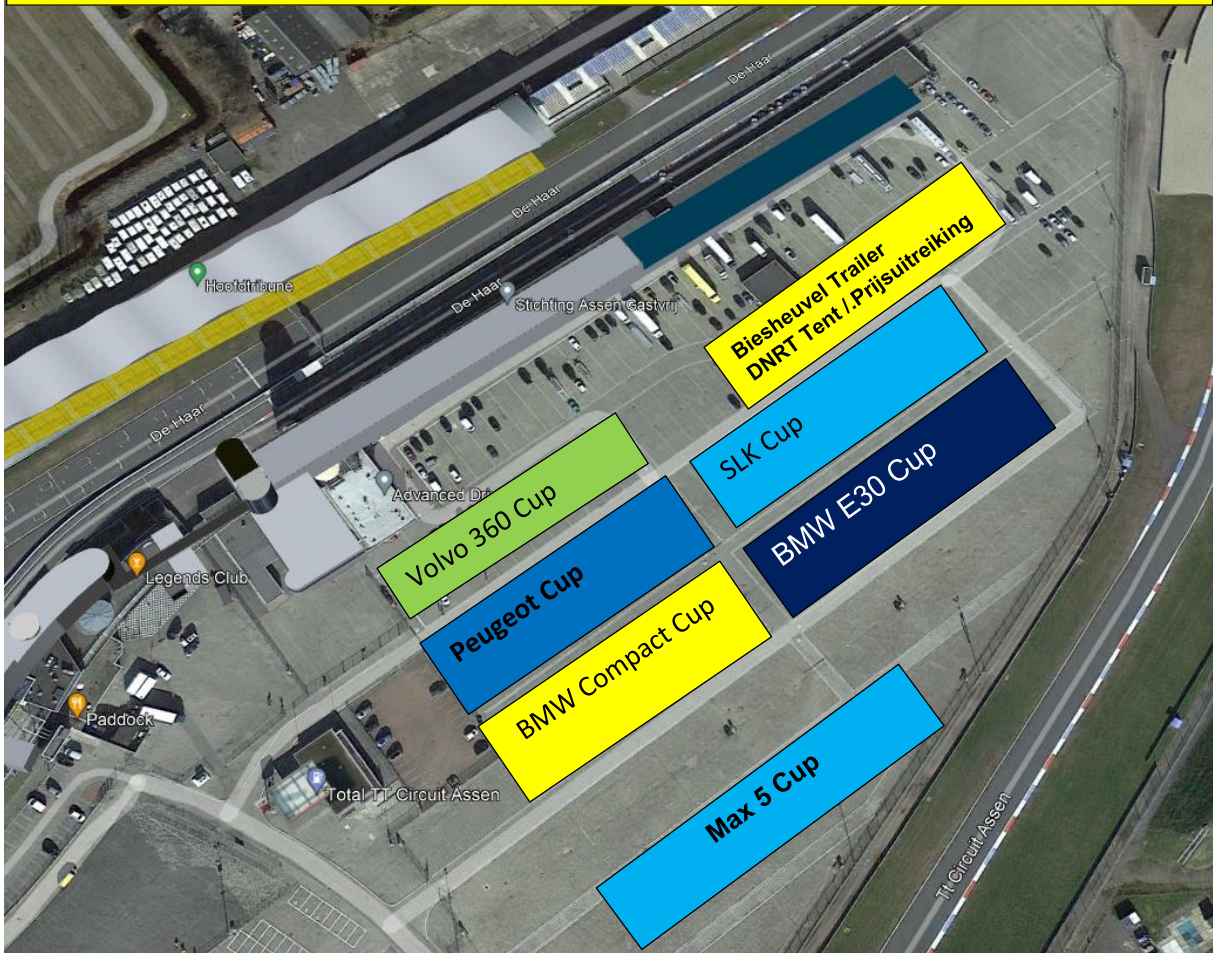 De Haar
De Haar
Hoofdtribune
De Haar
Stichting Assen Gastvrij
De Haar
Biesheuvel Trailer
DNRT Tent /.Prijsuitreiking
SLK Cup
BMW E30 Cup
Advanced Dri
Volvo 360 Cup
Peugeot Cup
BMW Compact Cup
Legends Club
Paddock
Total TT Circuit Assen
Max 5 Cup
Tt Circuit Assen